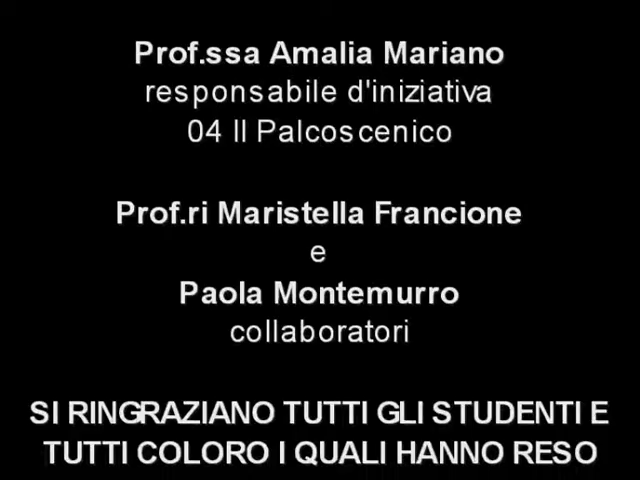 Prof.ssa Amalia Mariano
responsabile d'iniziativa
04 Il Palcoscenico
Prof.ri Maristella Francione
e
Paola Montemurro
collaboratori
SI RINGRAZIANO TUTTI GLI STUDENTI E
TUTTI COLORO I QUALI HANNO RESO